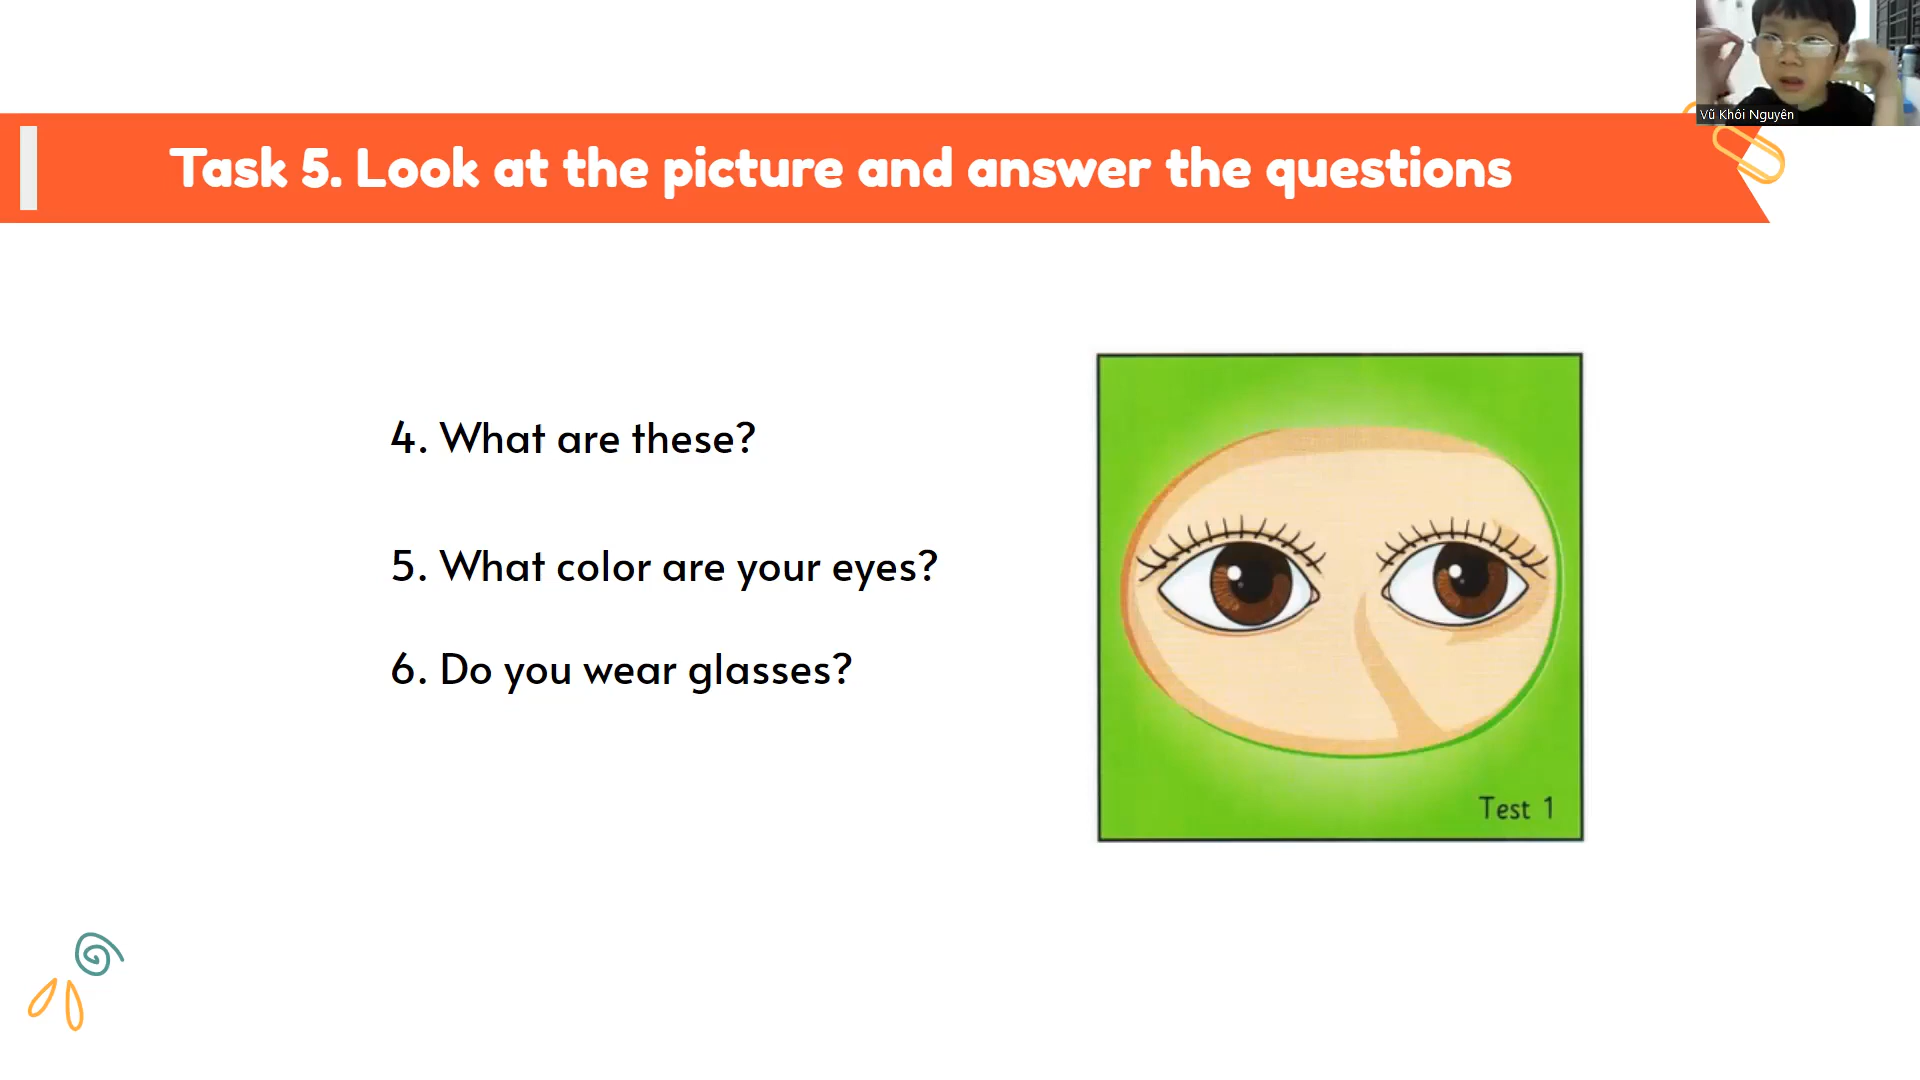 Vũ Khôi Nguyên
Task 5. Look at the picture and answer the questions
4. What are these?
5. What color are your eyes?
6. Do you wear glasses?
Test 1